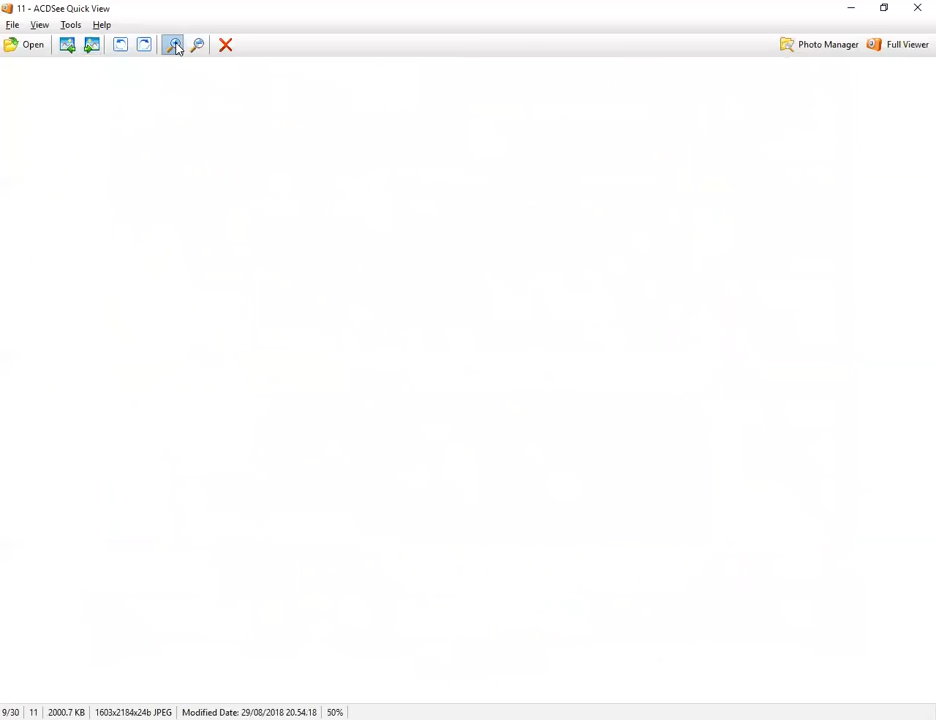 11 - ACDSee Quick View
File View Tools Help
Open Photo Manager Full Viewer
9/30 11 2000.7 KB 1603x2184x24b JPEG Modified Date: 29/08/2018 20.54.18 50%